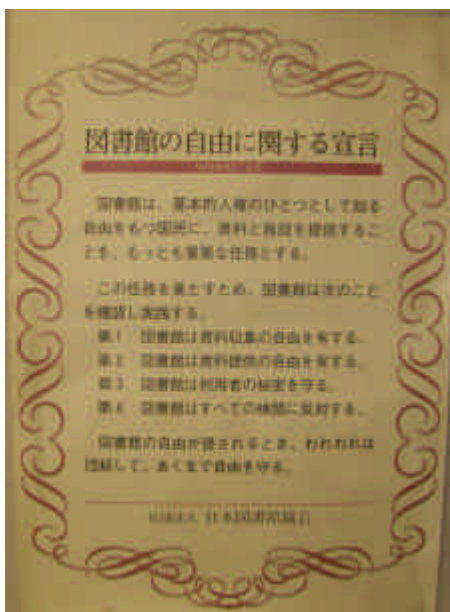 図書館の自由に関する宣言
図書館は、基本的人権のひとつとして知る
自由をもつ国民に、資料と施設を提供するこ
とを、もっとも重要な任務とする。
この任務を果たすため、図書館は次のこと
を確認し実践する。
第1 図書館は資料収集の自由を有する。
第2 図書館は資料提供の自由を有する。
第3 図書館は利用者の秘密を守る。
第4 図書館はすべての検閲に反対する。
図書館の自由が侵されるとき、われわれは
団結して、あくまで自由を守る。
社団法人 日本図書館協会